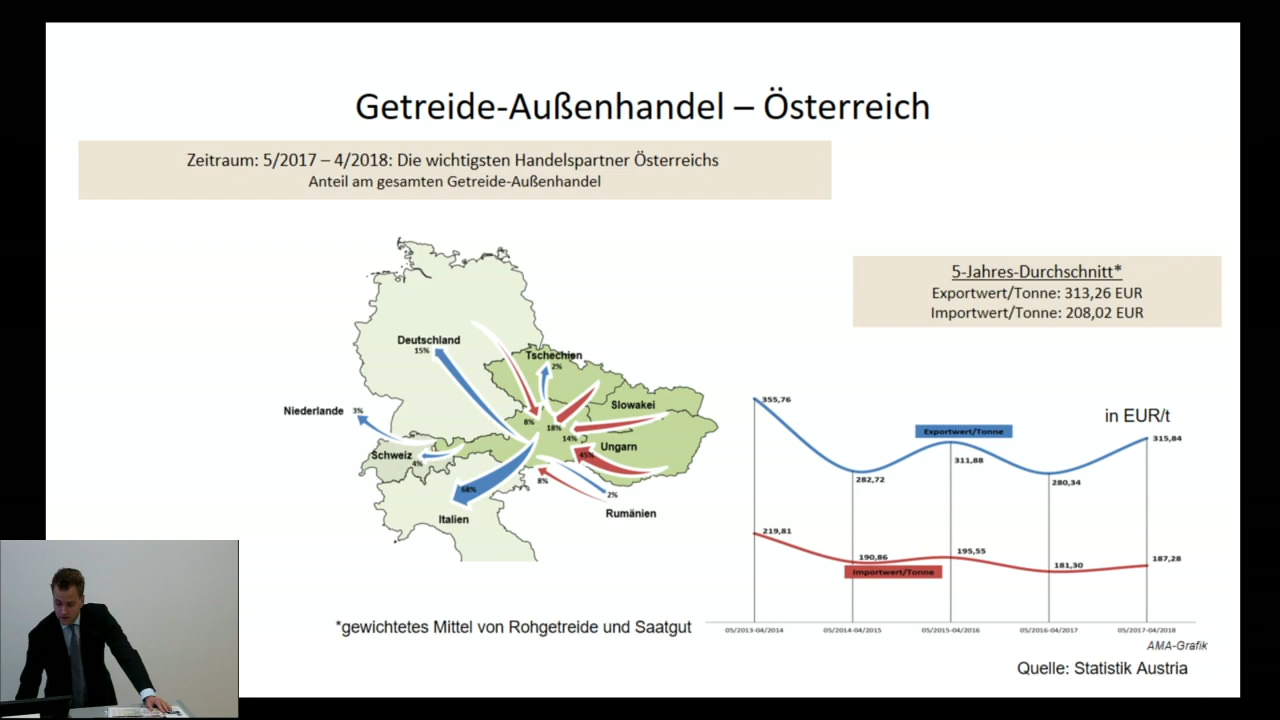 Getreide-Außenhandel – Österreich
Zeitraum: 5/2017 – 4/2018: Die wichtigsten Handelspartner Österreichs
Anteil am gesamten Getreide-Außenhandel
5-Jahres-Durchschnitt*
Exportwert/Tonne: 313,26 EUR
Importwert/Tonne: 208,02 EUR
Deutschland
15%
Tschechien
2%
Niederlande 3%
Slowakei
8%
18%
14%
Ungarn
45%
Schweiz
4%
68%
8%
2%
Italien
Rumänien
in EUR/t
355,76
Exportwert/Tonne
315,84
311,88
282,72
280,34
219,81
190,86
195,55
187,28
181,30
Importwert/Tonne
05/2013-04/2014
05/2014-04/2015
05/2015-04/2016
05/2016-04/2017
05/2017-04/2018
*gewichtetes Mittel von Rohgetreide und Saatgut
AMA-Grafik
Quelle: Statistik Austria